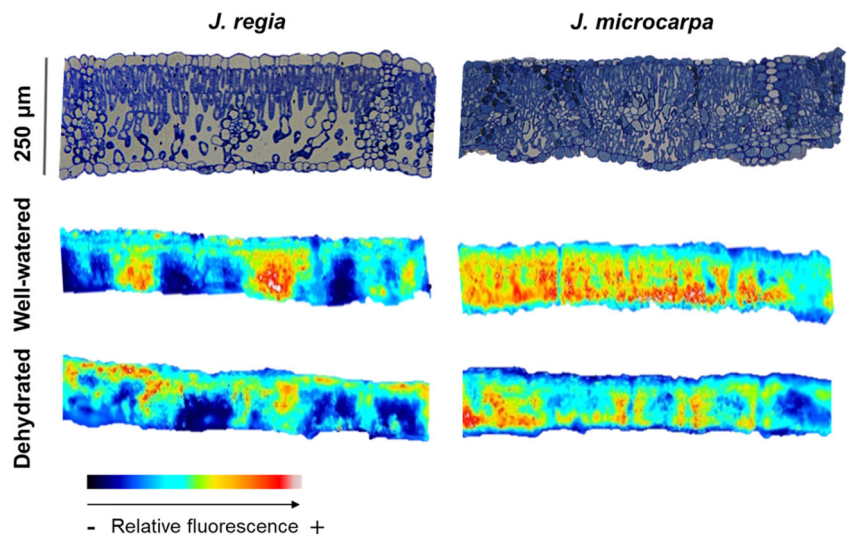 J. regia
J. microcarpa
250 µm
Well-watered
Dehydrated
- Relative fluorescence +